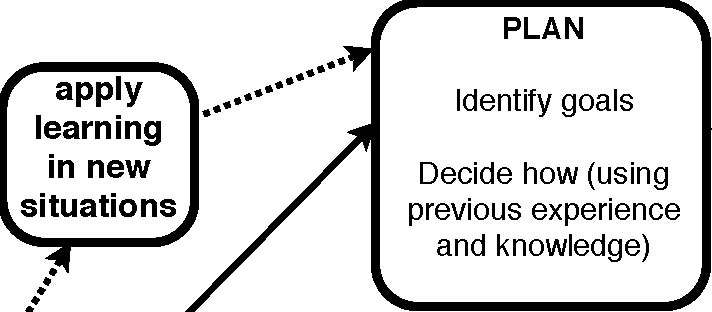 apply
learning
in new
situations
PLAN
Identify goals
Decide how (using
previous experience
and knowledge)